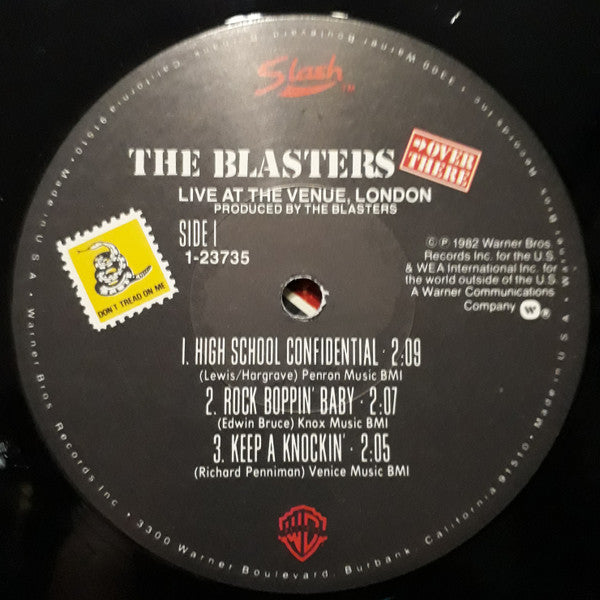 Slash™
THE BLASTERS
OVER
THERE
LIVE AT THE VENUE, LONDON
PRODUCED BY THE BLASTERS
SIDE 1
1-23735
DON'T TREAD ON ME
© ℗ 1982 Warner Bros.
Records Inc. for the U.S.
& WEA International Inc. for
the world outside of the U.S.
A Warner Communications
Company
1. HIGH SCHOOL CONFIDENTIAL · 2:09
(Lewis/Hargrave) Penron Music BMI
2. ROCK BOPPIN' BABY · 2:07
(Edwin Bruce) Knox Music BMI
3. KEEP A KNOCKIN' · 2:05
(Richard Penniman) Venice Music BMI
Warner Bros. Records Inc. • 3300 Warner Boulevard, Burbank, California 91510 • Made in U.S.A. •